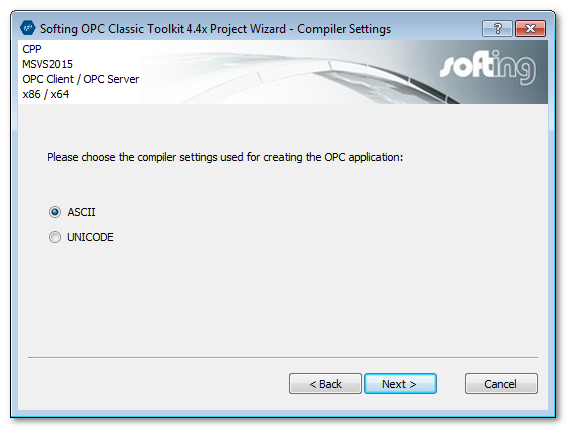 Softing OPC Classic Toolkit 4.4x Project Wizard - Compiler Settings
?
CPP
MSVS2015
OPC Client / OPC Server
x86 / x64
softing
Please choose the compiler settings used for creating the OPC application:
ASCII
UNICODE
< Back
Next >
Cancel